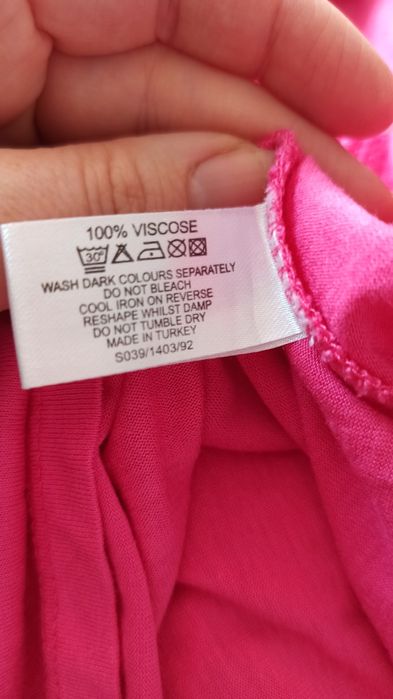 100% VISCOSE
30°
WASH DARK COLOURS SEPARATELY
DO NOT BLEACH
COOL IRON ON REVERSE
RESHAPE WHILST DAMP
DO NOT TUMBLE DRY
MADE IN TURKEY
S039/1403/92